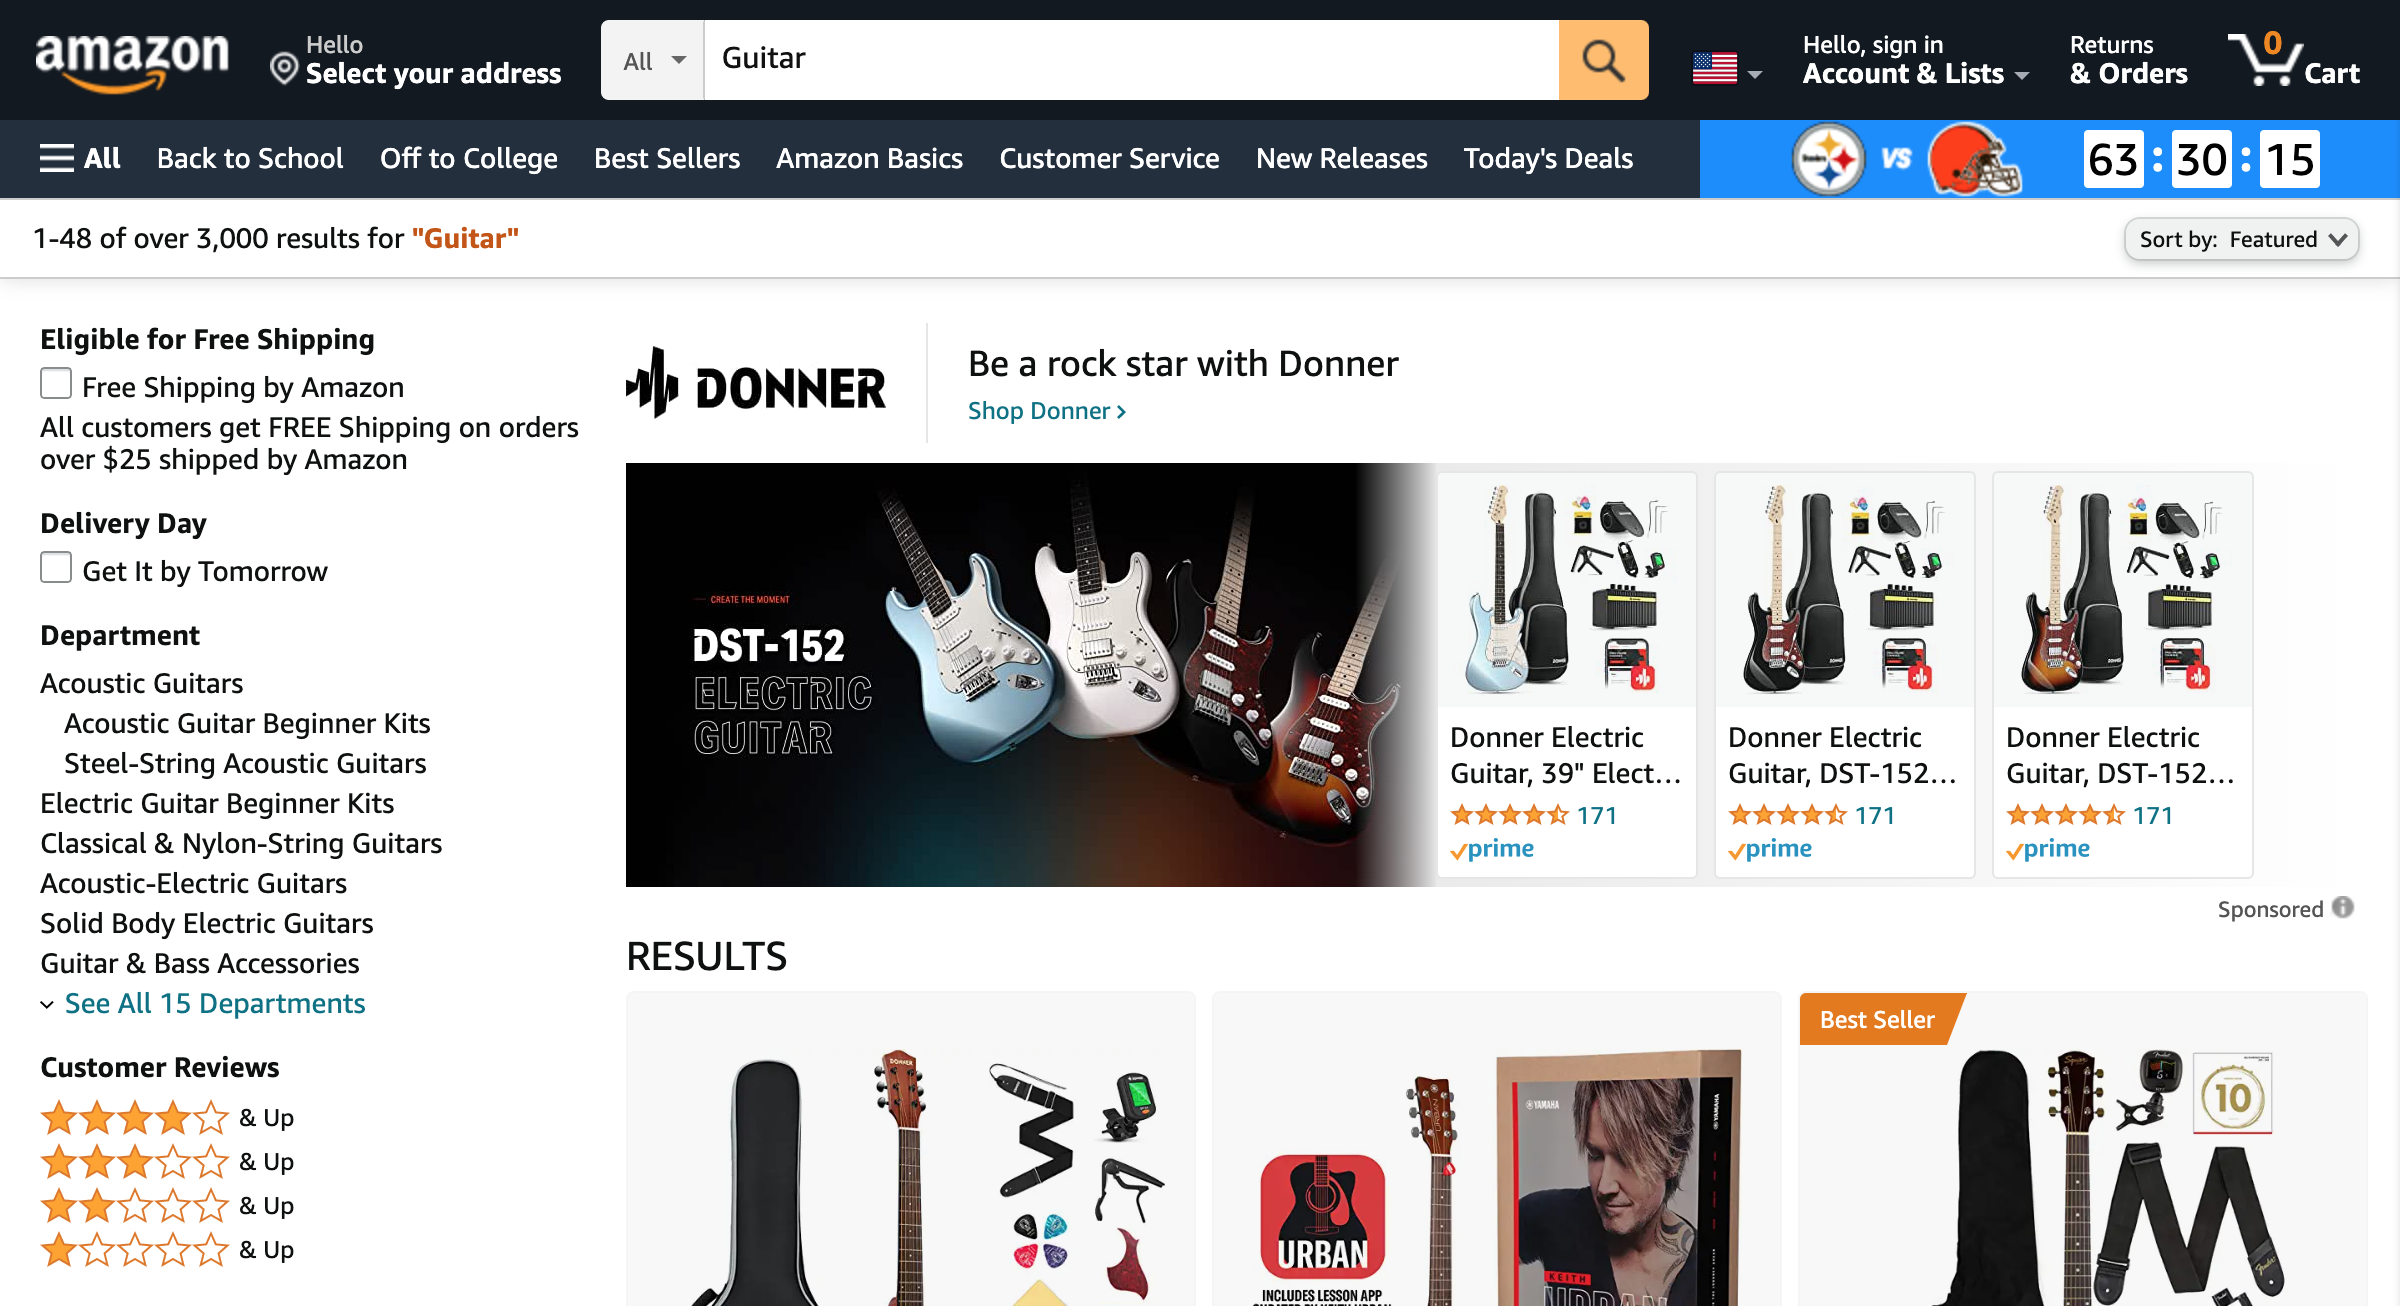 amazon
Hello
Select your address
All
Guitar
Hello, sign in
Account & Lists
Returns
& Orders
0
Cart
All
Back to School
Off to College
Best Sellers
Amazon Basics
Customer Service
New Releases
Today's Deals
VS
63 : 30 : 15
1-48 of over 3,000 results for "Guitar"
Sort by: Featured
Eligible for Free Shipping
Free Shipping by Amazon
All customers get FREE Shipping on orders
over $25 shipped by Amazon
Delivery Day
Get It by Tomorrow
Department
Acoustic Guitars
Acoustic Guitar Beginner Kits
Steel-String Acoustic Guitars
Electric Guitar Beginner Kits
Classical & Nylon-String Guitars
Acoustic-Electric Guitars
Solid Body Electric Guitars
Guitar & Bass Accessories
See All 15 Departments
Customer Reviews
& Up
& Up
& Up
& Up
DONNER
Be a rock star with Donner
Shop Donner
CREATE THE MOMENT
DST-152
ELECTRIC
GUITAR
Donner Electric
Guitar, 39" Elect...
171
prime
Donner Electric
Guitar, DST-152...
171
prime
Donner Electric
Guitar, DST-152...
171
prime
Sponsored
RESULTS
DONNER
URBAN
URBAN
INCLUDES LESSON APP
YAMAHA
YAMAHA
KEITH
URBAN
Best Seller
Squier
Fender
6
10
Fender